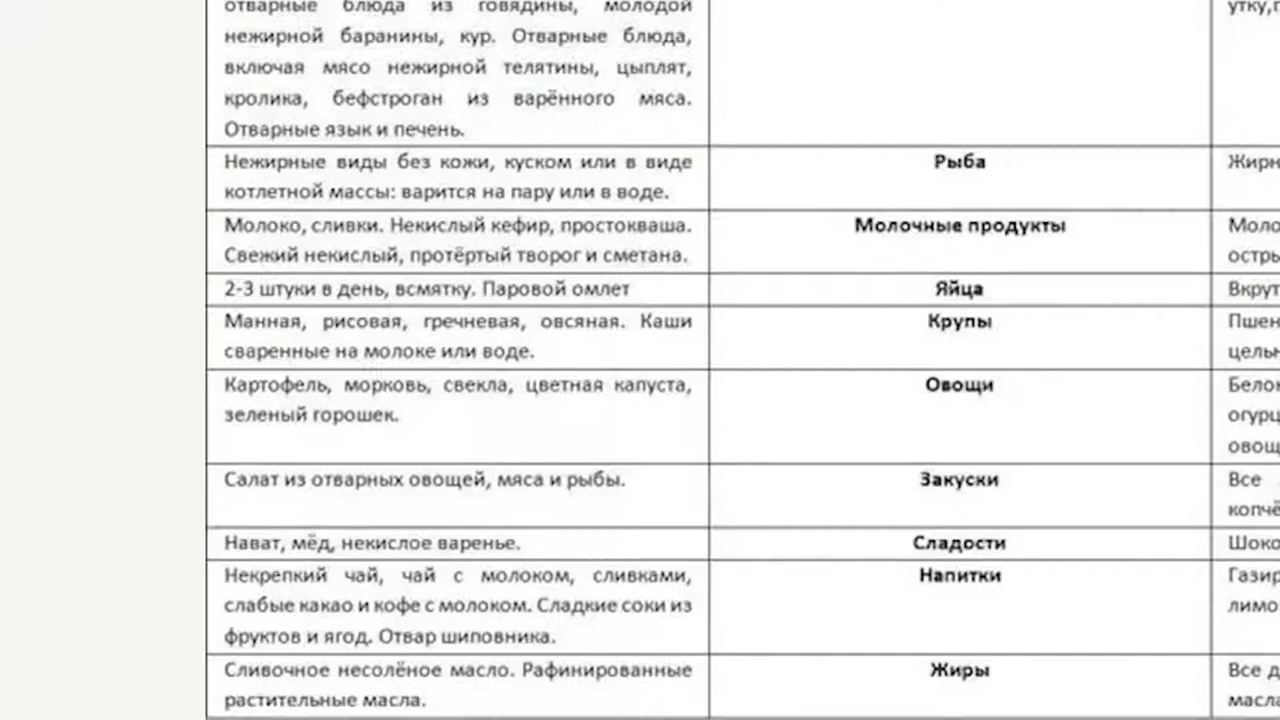 отварные блюда из говядины, молодой
нежирной баранины, кур. Отварные блюда,
включая мясо нежирной телятины, цыплят,
кролика, бефстроган из варённого мяса.
Отварные язык и печень.
Нежирные виды без кожи, куском или в виде
котлетной массы: варится на пару или в воде.
Рыба
Молоко, сливки. Некислый кефир, простокваша.
Свежий некислый, протёртый творог и сметана.
Молочные продукты
2-3 штуки в день, всмятку. Паровой омлет
Яйца
Манная, рисовая, гречневая, овсяная. Каши
сваренные на молоке или воде.
Крупы
Картофель, морковь, свекла, цветная капуста,
зеленый горошек.
Овощи
Салат из отварных овощей, мяса и рыбы.
Закуски
Все
Нават, мёд, некислое варенье.
Сладости
Некрепкий чай, чай с молоком, сливками,
слабые какао и кофе с молоком. Сладкие соки из
фруктов и ягод. Отвар шиповника.
Напитки
Сливочное несолёное масло. Рафинированные
растительные масла.
Жиры
Все